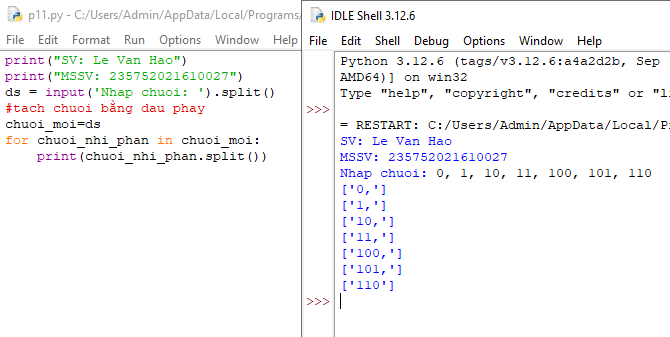 p11.py - C:/Users/Admin/AppData/Local/Programs/
File Edit Format Run Options Window Help
print("SV: Le Van Hao")
print("MSSV: 235752021610027")
ds = input('Nhap chuoi: ').split()
#tach chuoi bằng dau phay
chuoi_moi=ds
for chuoi_nhi_phan in chuoi_moi:
    print(chuoi_nhi_phan.split())
IDLE Shell 3.12.6
File Edit Shell Debug Options Window Help
Python 3.12.6 (tags/v3.12.6:a4a2d2b, Sep
AMD64)] on win32
Type "help", "copyright", "credits" or "li
>>>
= RESTART: C:/Users/Admin/AppData/Local/P
SV: Le Van Hao
MSSV: 235752021610027
Nhap chuoi: 0, 1, 10, 11, 100, 101, 110
['0,']
['1,']
['10,']
['11,']
['100,']
['101,']
['110']
>>>